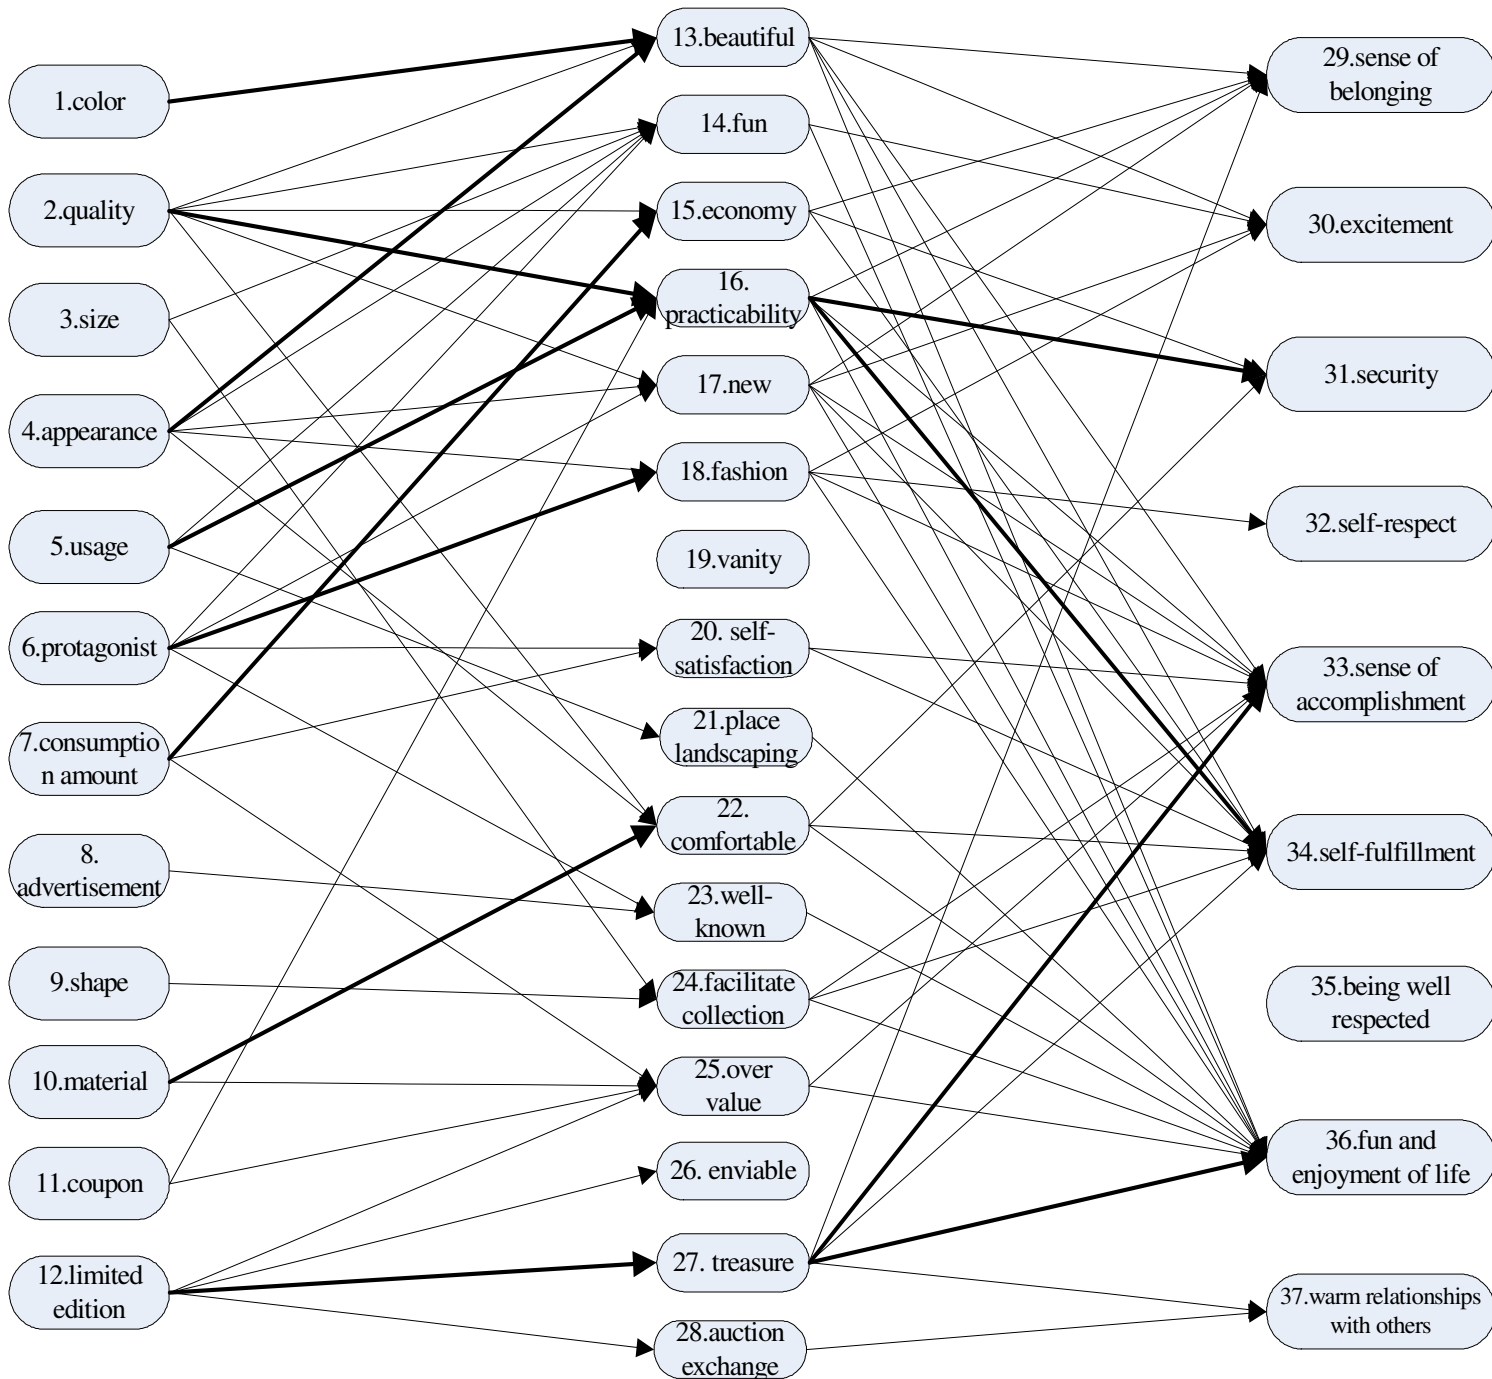 1.color
2.quality
3.size
4.appearance
5.usage
6.protagonist
7.consumptio
n amount
8.
advertisement
9.shape
10.material
11.coupon
12.limited
edition
13.beautiful
14.fun
15.economy
16.
practicability
17.new
18.fashion
19.vanity
20. self-
satisfaction
21.place
landscaping
22.
comfortable
23.well-
known
24.facilitate
collection
25.over
value
26. enviable
27. treasure
28.auction
exchange
29.sense of
belonging
30.excitement
31.security
32.self-respect
33.sense of
accomplishment
34.self-fulfillment
35.being well
respected
36.fun and
enjoyment of life
37.warm relationships
with others